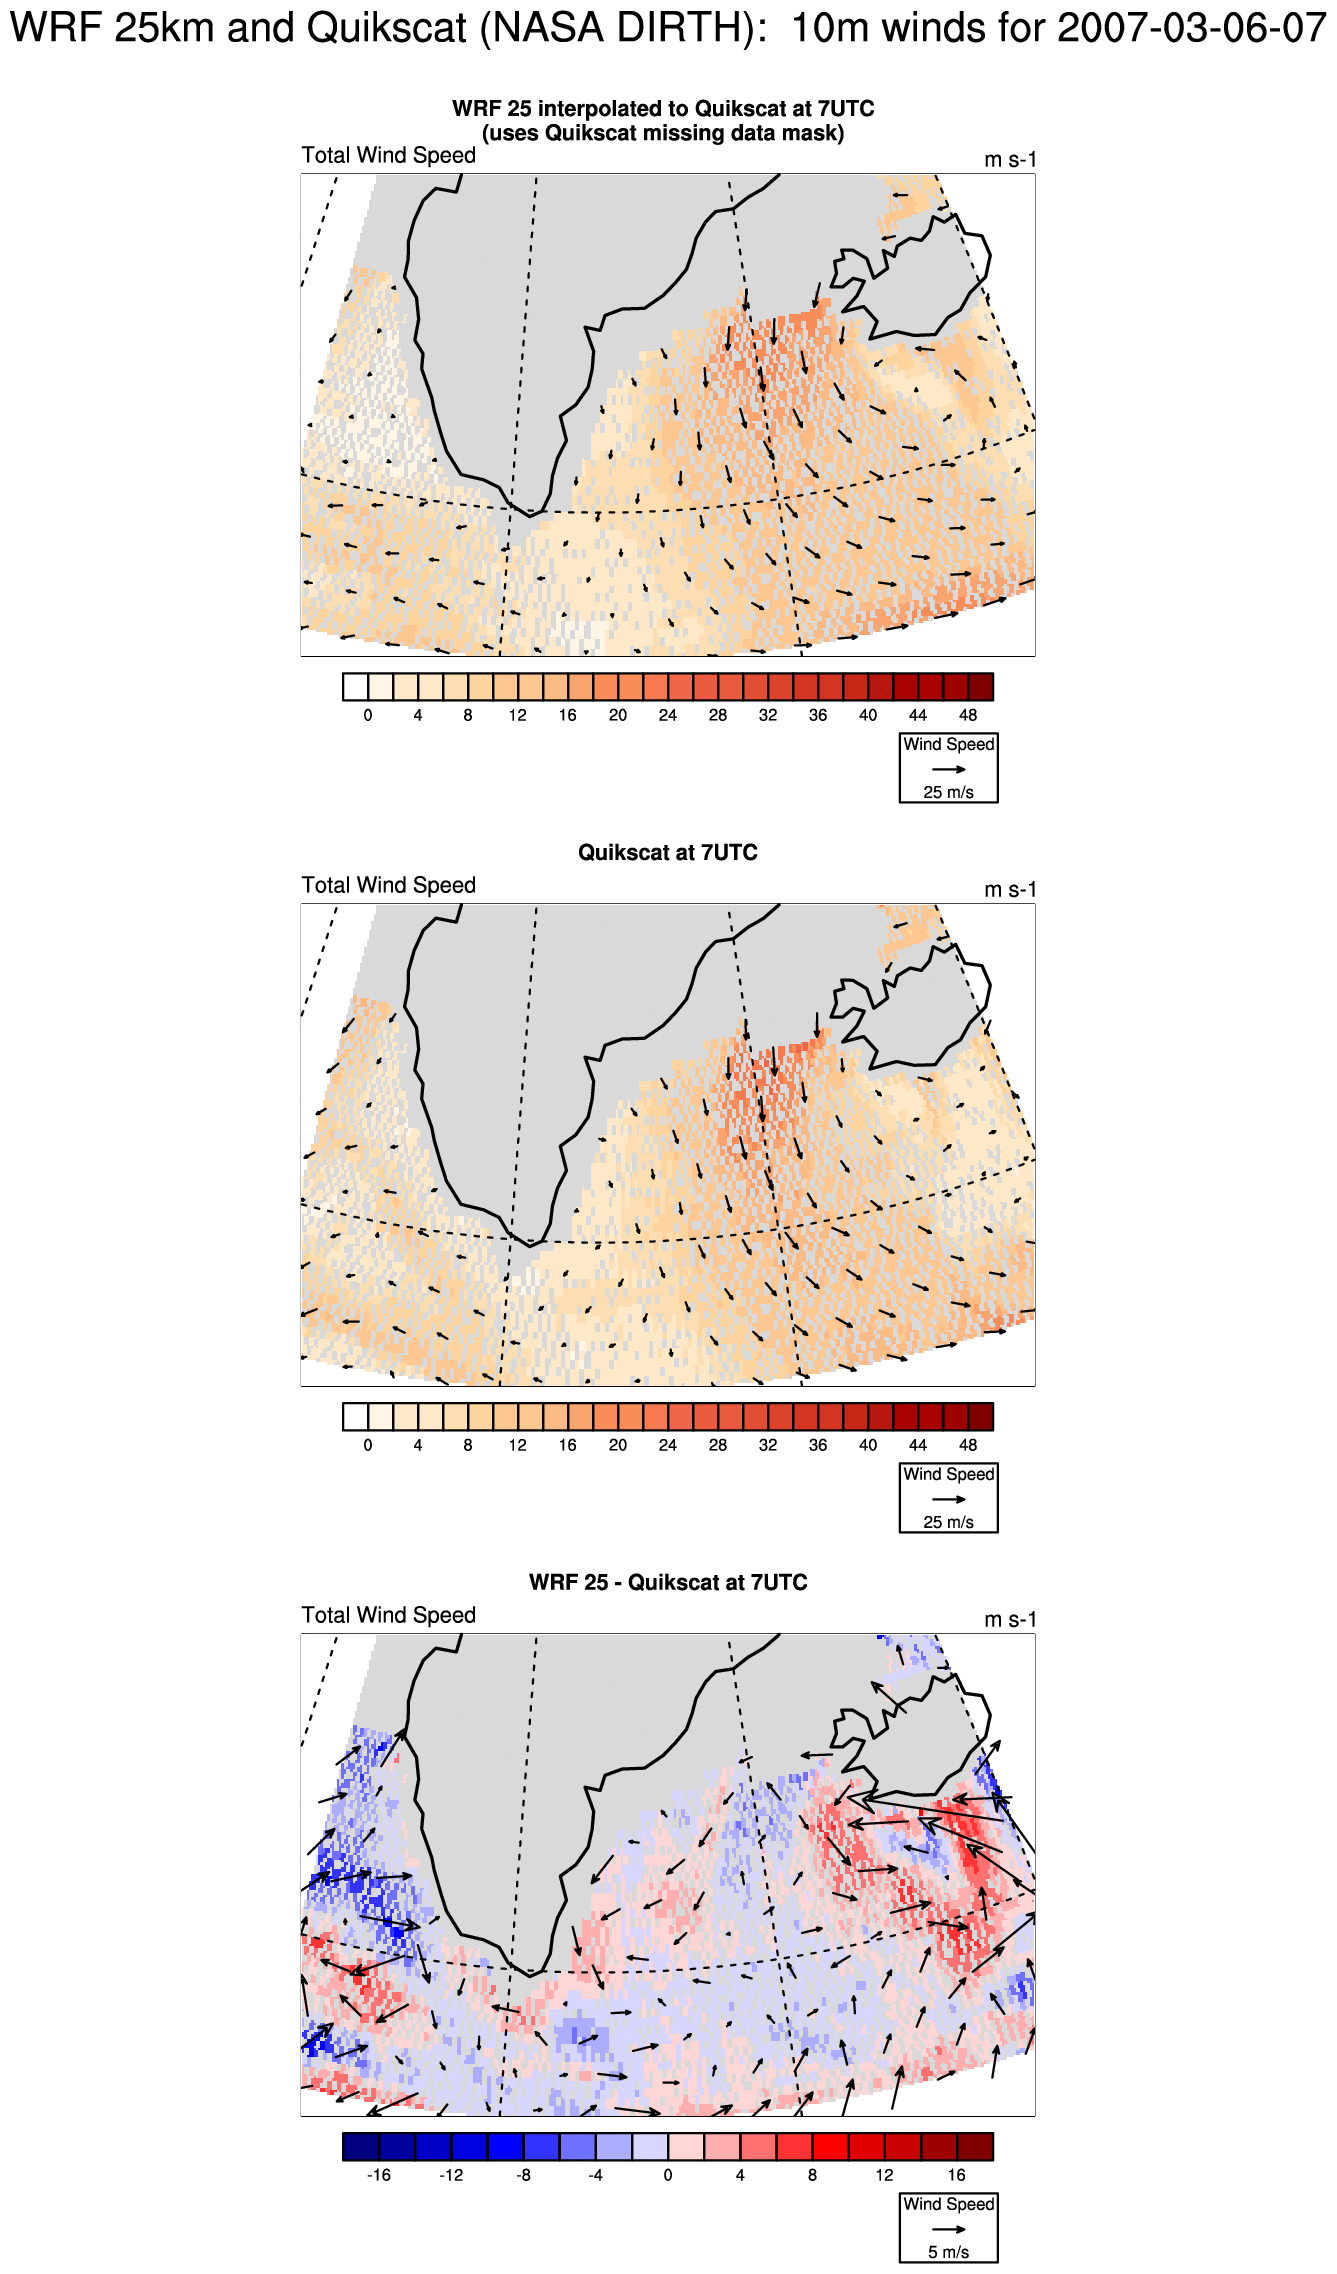 WRF 25km and Quikscat (NASA DIRTH):  10m winds for 2007-03-06-07
WRF 25 interpolated to Quikscat at 7UTC
(uses Quikscat missing data mask)
Total Wind Speed m s-1
0 4 8 12 16 20 24 28 32 36 40 44 48
Wind Speed
25 m/s
Quikscat at 7UTC
Total Wind Speed m s-1
0 4 8 12 16 20 24 28 32 36 40 44 48
Wind Speed
25 m/s
WRF 25 - Quikscat at 7UTC
Total Wind Speed m s-1
-16 -12 -8 -4 0 4 8 12 16
Wind Speed
5 m/s